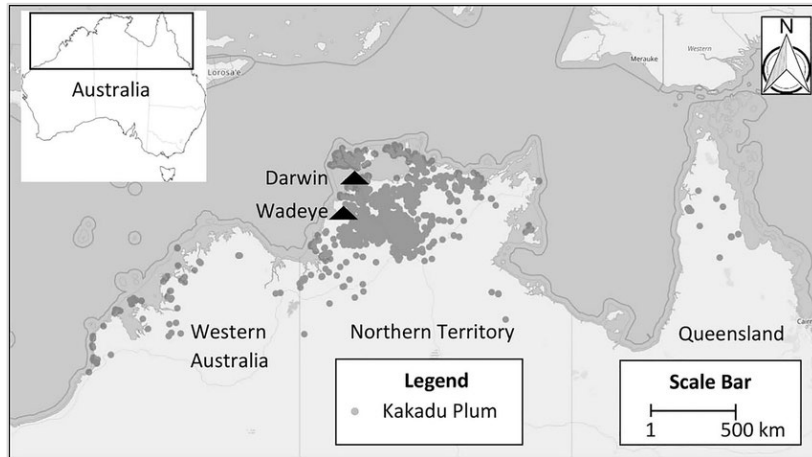 Australia
Lorosa'e
Merauke
Western
N
Darwin
Wadeye
Western
Australia
Northern Territory
Queensland
Legend
Kakadu Plum
Scale Bar
1 500 km